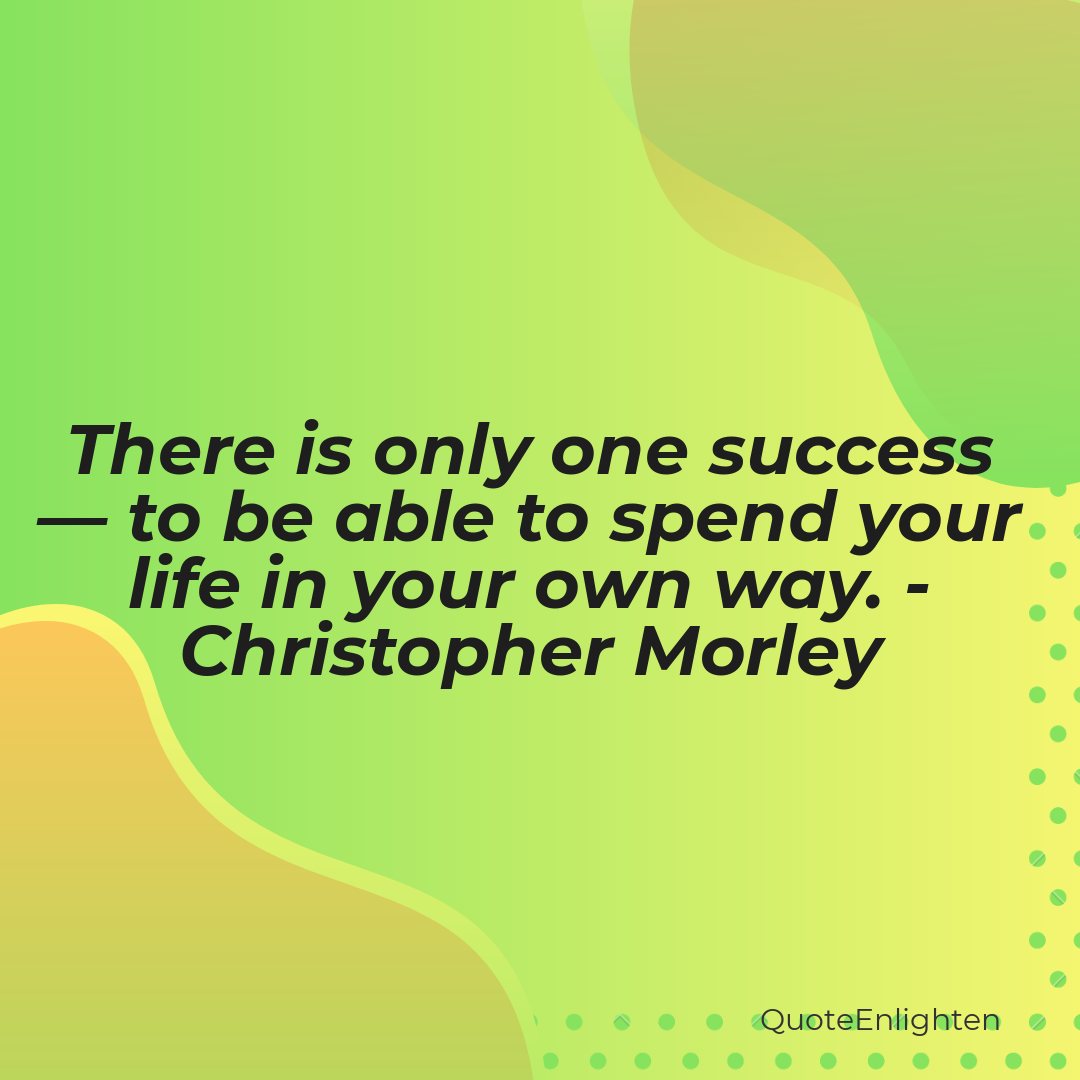 There is only one success
— to be able to spend your
life in your own way. -
Christopher Morley
QuoteEnlighten